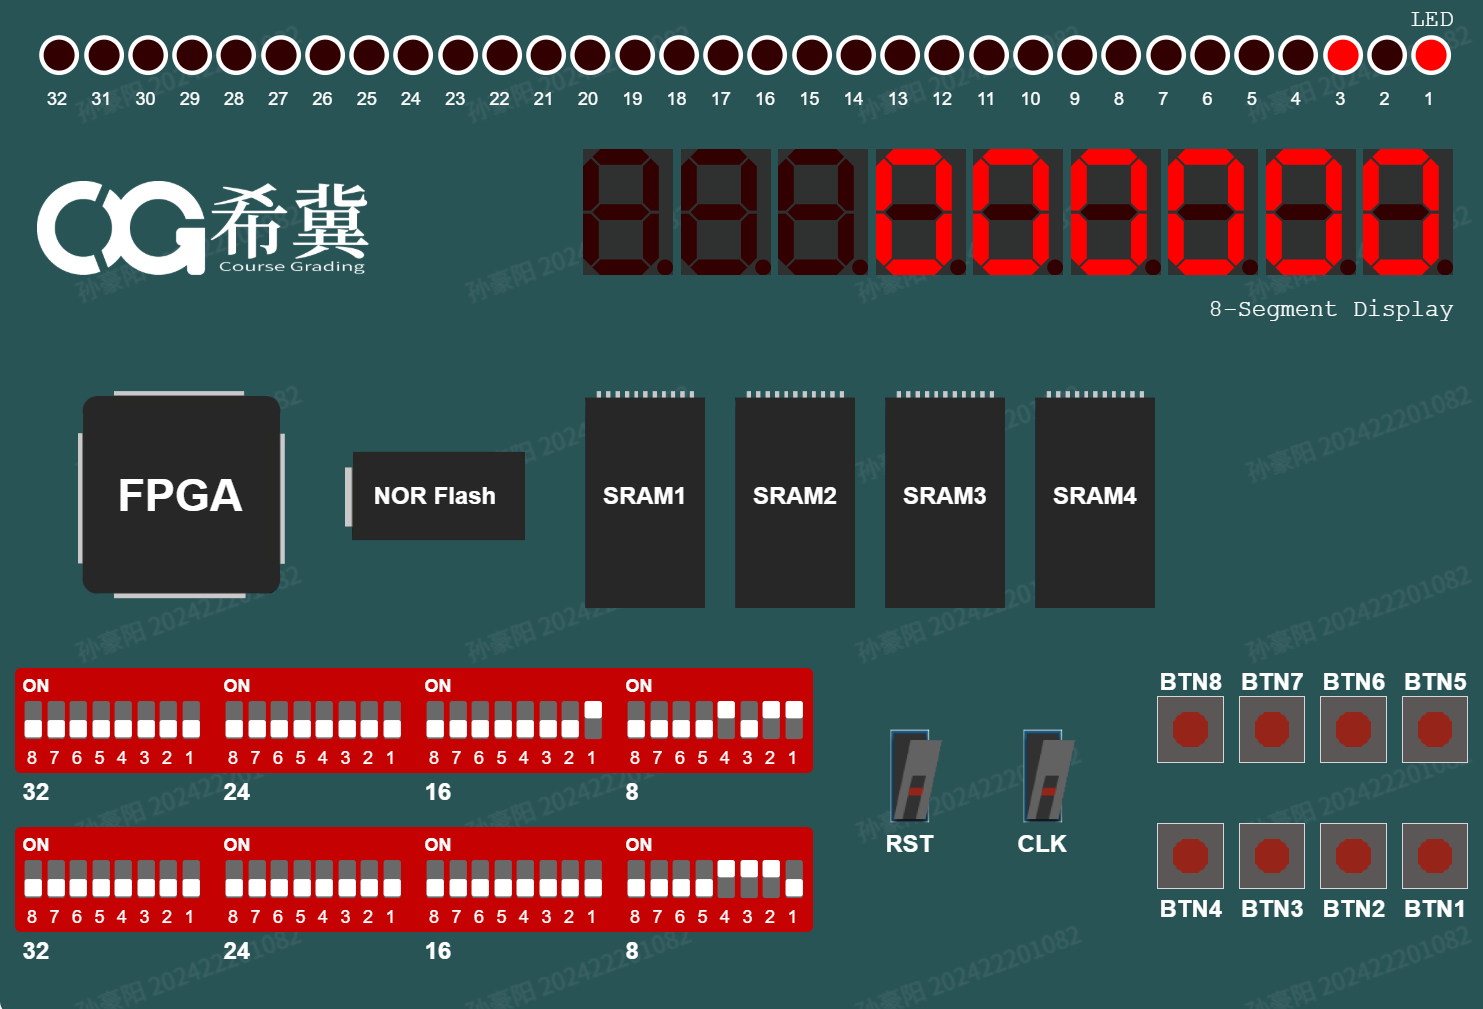 LED
32 31 30 29 28 27 26 25 24 23 22 21 20 19 18 17 16 15 14 13 12 11 10 9 8 7 6 5 4 3 2 1
000000
CG希冀
Course Grading
8-Segment Display
FPGA
NOR Flash
SRAM1 SRAM2 SRAM3 SRAM4
ON ON ON ON
8 7 6 5 4 3 2 1 8 7 6 5 4 3 2 1 8 7 6 5 4 3 2 1 8 7 6 5 4 3 2 1
32 24 16 8
ON ON ON ON
8 7 6 5 4 3 2 1 8 7 6 5 4 3 2 1 8 7 6 5 4 3 2 1 8 7 6 5 4 3 2 1
32 24 16 8
RST CLK
BTN8 BTN7 BTN6 BTN5
BTN4 BTN3 BTN2 BTN1
孙豪阳 202422201082